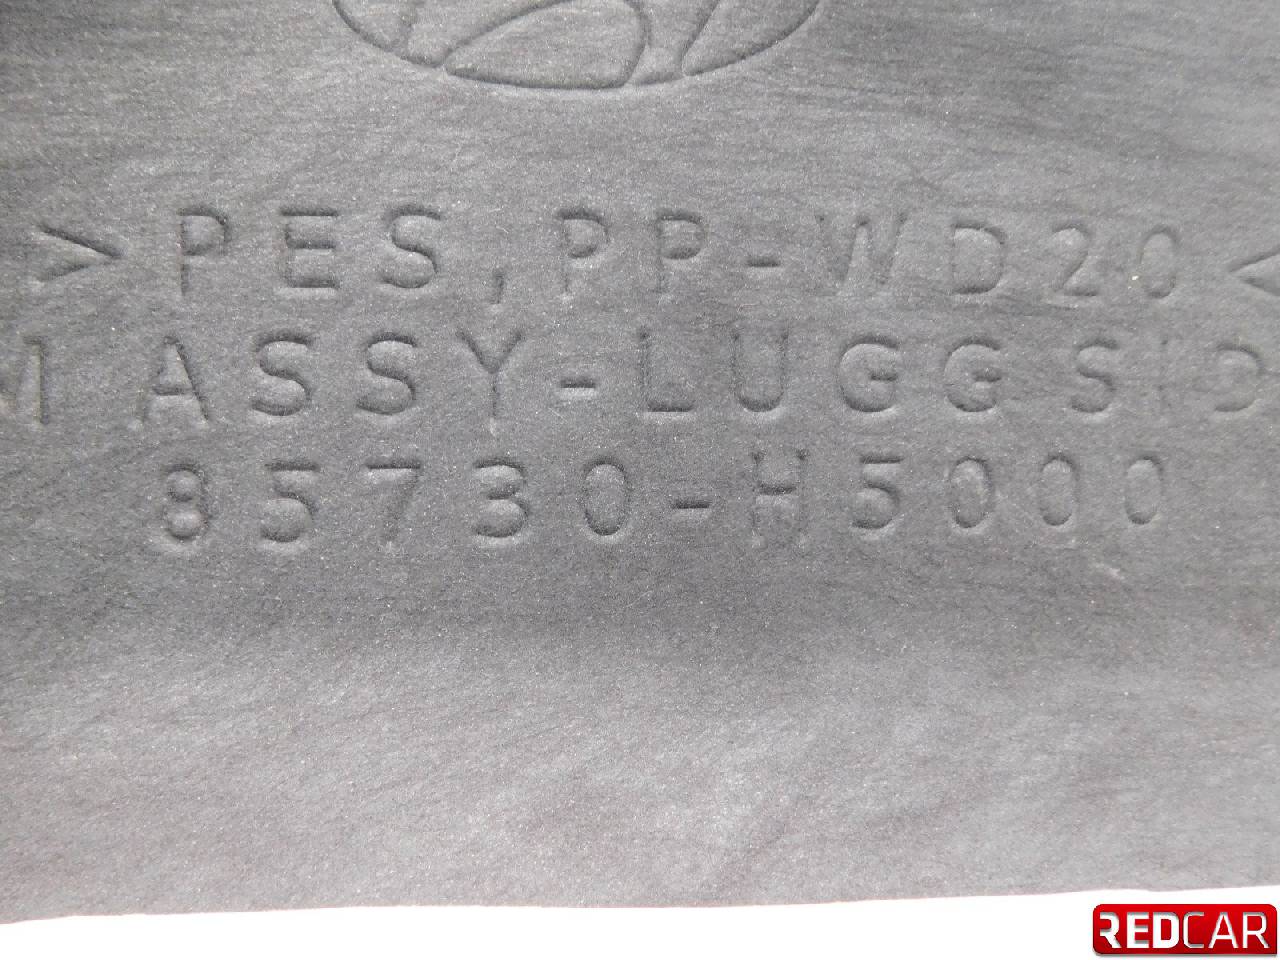 >PES,PP-WD20<
M ASSY-LUGG SID
85730-H5000
REDCAR